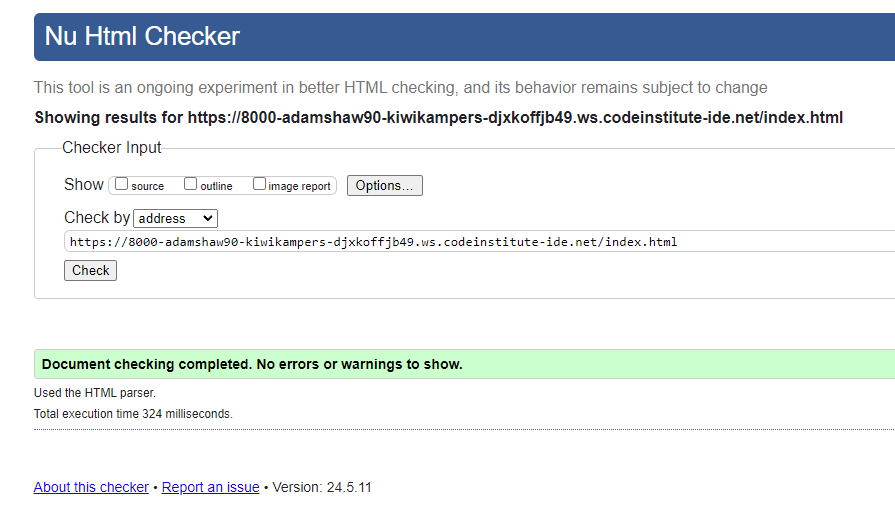 Nu Html Checker
This tool is an ongoing experiment in better HTML checking, and its behavior remains subject to change
Showing results for https://8000-adamshaw90-kiwikampers-djxkoffjb49.ws.codeinstitute-ide.net/index.html
Checker Input
Show source outline image report Options...
Check by address
https://8000-adamshaw90-kiwikampers-djxkoffjb49.ws.codeinstitute-ide.net/index.html
Check
Document checking completed. No errors or warnings to show.
Used the HTML parser.
Total execution time 324 milliseconds.
About this checker • Report an issue • Version: 24.5.11